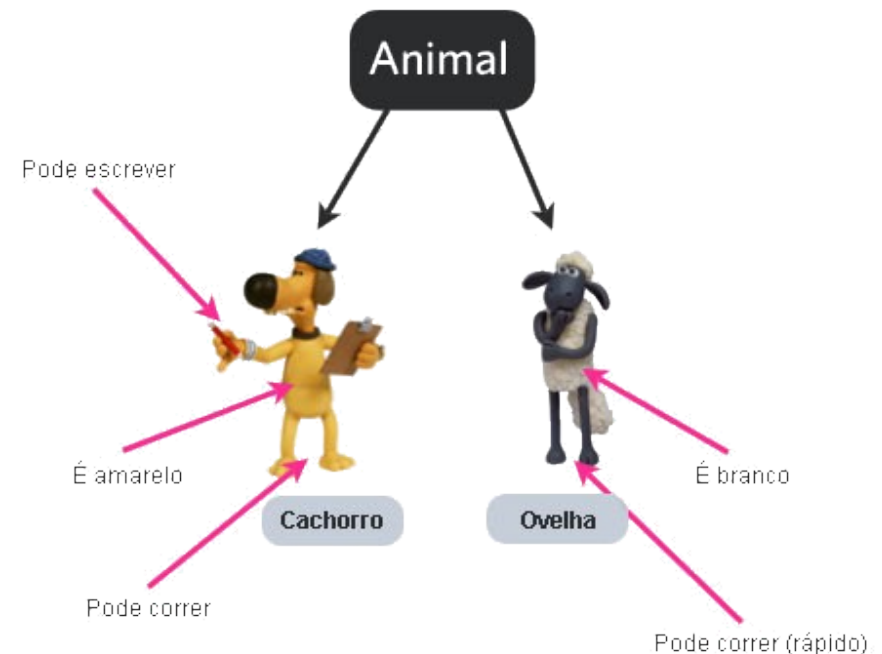 Animal
Pode escrever
É amarelo
É branco
Cachorro
Ovelha
Pode correr
Pode correr (rápido)